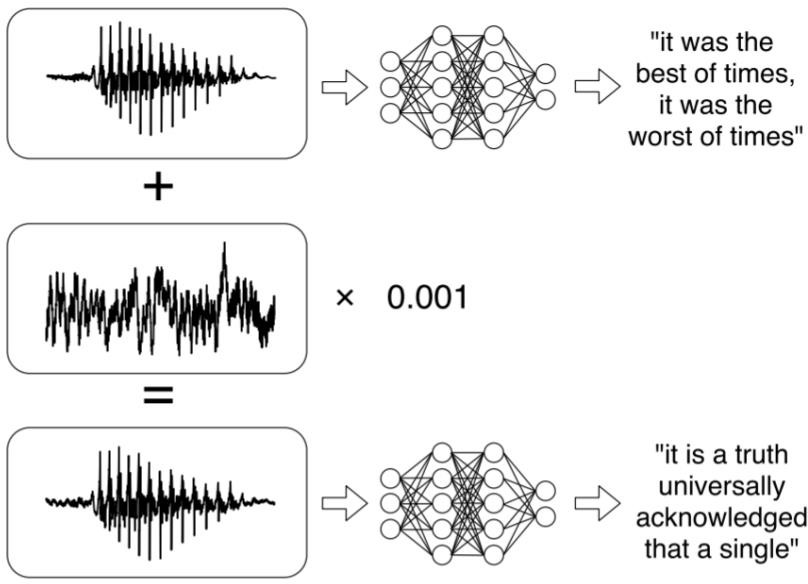 "it was the
best of times,
it was the
worst of times"
+
× 0.001
=
"it is a truth
universally
acknowledged
that a single"